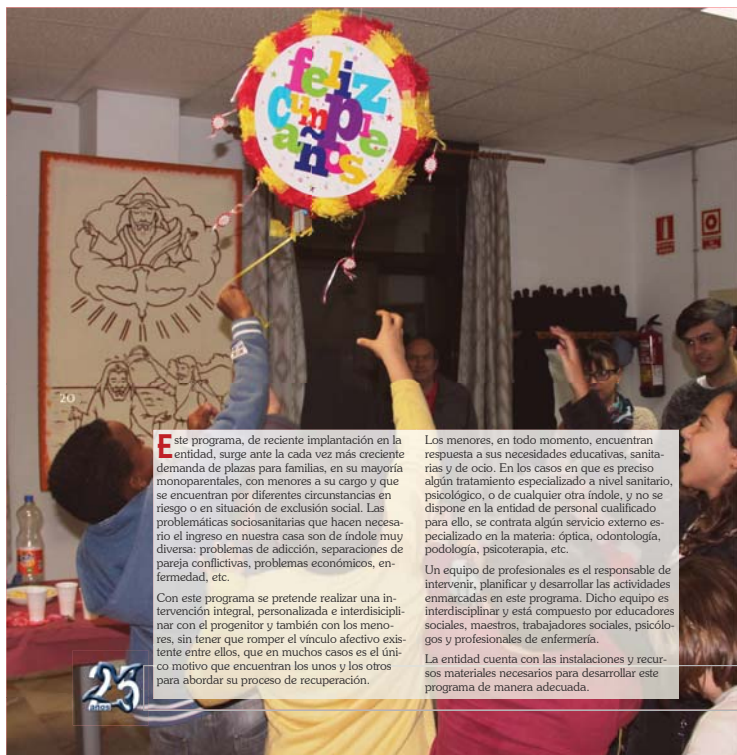 feliz
cumple
años
20
Este programa, de reciente implantación en la
entidad, surge ante la cada vez más creciente
demanda de plazas para familias, en su mayoría
monoparentales, con menores a su cargo y que
se encuentran por diferentes circunstancias en
riesgo o en situación de exclusión social. Las
problemáticas sociosanitarias que hacen necesa-
rio el ingreso en nuestra casa son de índole muy
diversa: problemas de adicción, separaciones de
pareja conflictivas, problemas económicos, en-
fermedad, etc.
Con este programa se pretende realizar una in-
tervención integral, personalizada e interdisicipli-
nar con el progenitor y también con los meno-
res, sin tener que romper el vínculo afectivo exis-
tente entre ellos, que en muchos casos es el úni-
co motivo que encuentran los unos y los otros
para abordar su proceso de recuperación.
Los menores, en todo momento, encuentran
respuesta a sus necesidades educativas, sanita-
rias y de ocio. En los casos en que es preciso
algún tratamiento especializado a nivel sanitario,
psicológico, o de cualquier otra índole, y no se
dispone en la entidad de personal cualificado
para ello, se contrata algún servicio externo es-
pecializado en la materia: óptica, odontología,
podología, psicoterapia, etc.
Un equipo de profesionales es el responsable de
intervenir, planificar y desarrollar las actividades
enmarcadas en este programa. Dicho equipo es
interdisciplinar y está compuesto por educadores
sociales, maestros, trabajadores sociales, psicólo-
gos y profesionales de enfermería.
La entidad cuenta con las instalaciones y recur-
sos materiales necesarios para desarrollar este
programa de manera adecuada.
25
años